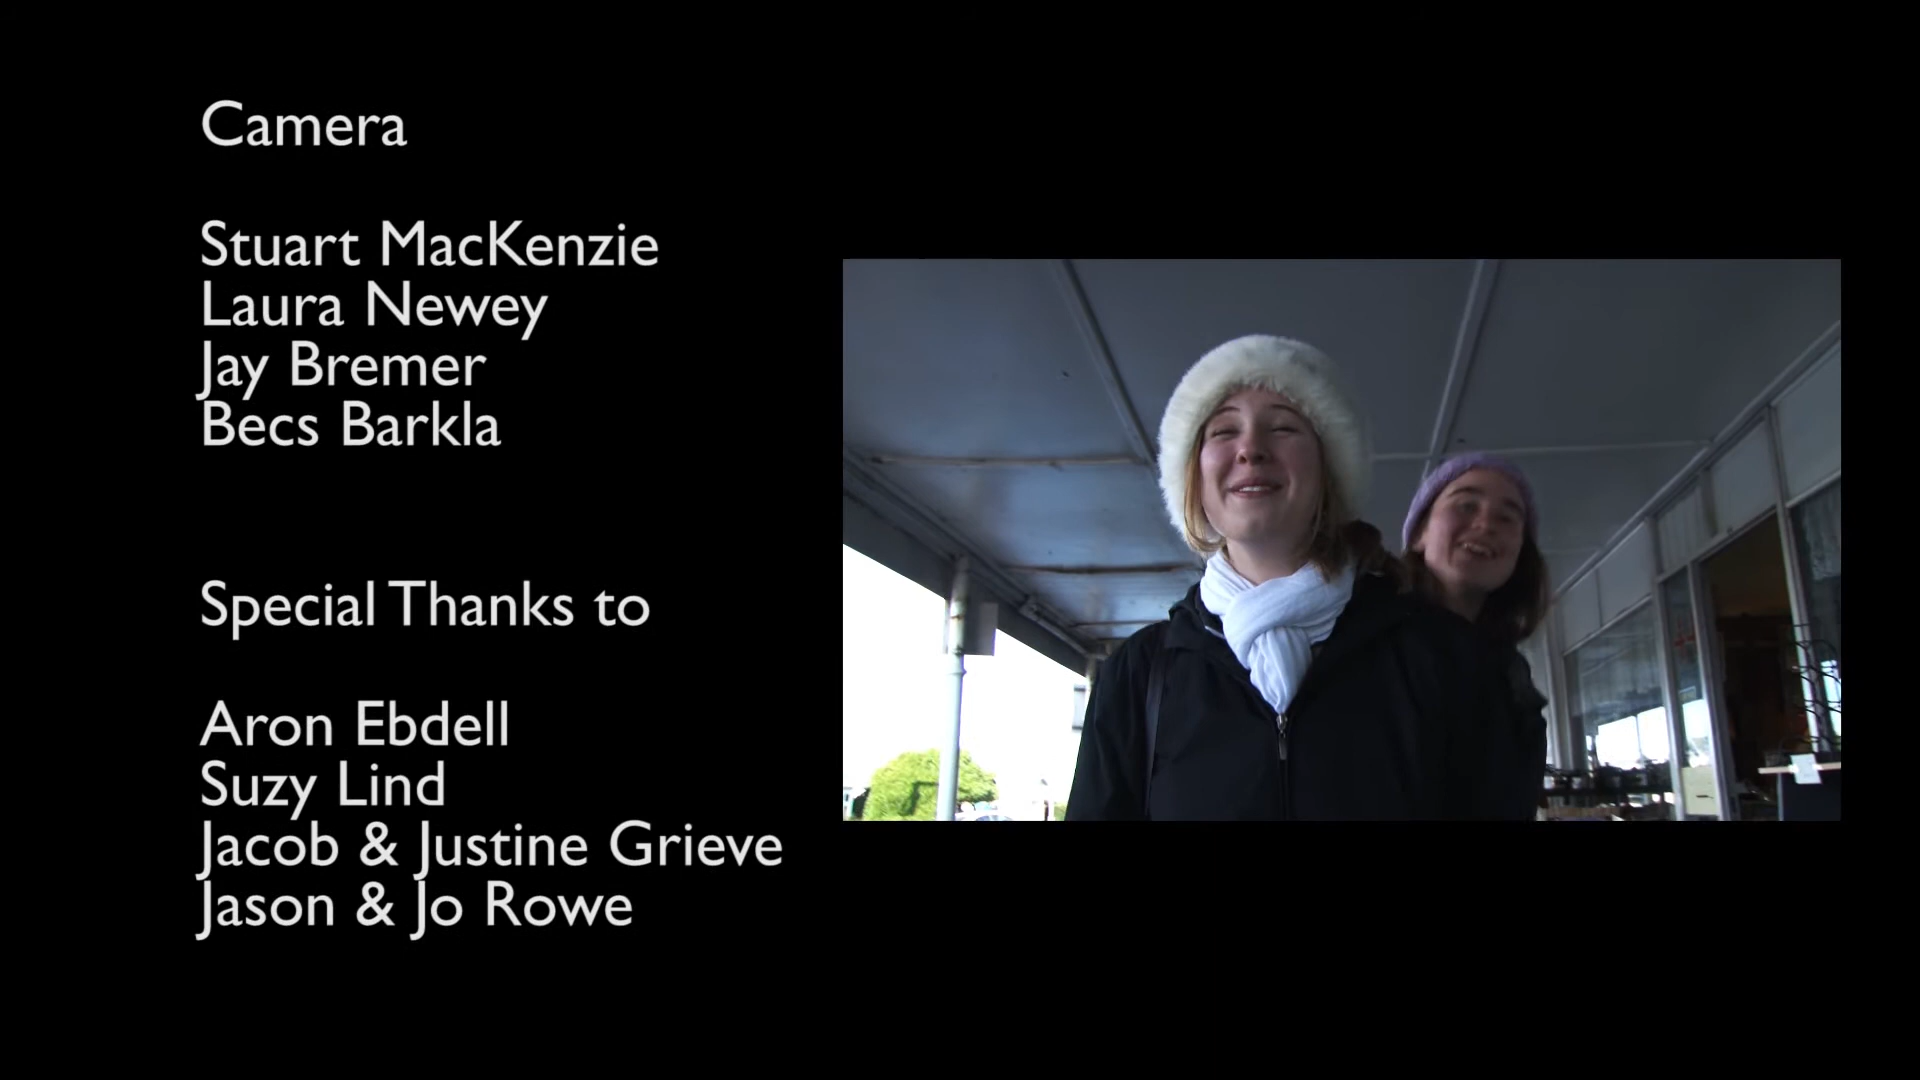 Camera
Stuart MacKenzie
Laura Newey
Jay Bremer
Becs Barkla
Special Thanks to
Aron Ebdell
Suzy Lind
Jacob & Justine Grieve
Jason & Jo Rowe